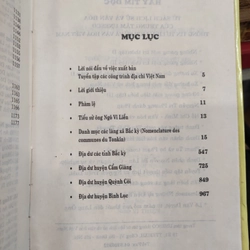 MỤC LỤC
Lời nói đầu về việc xuất bản
Tuyển tập các công trình địa chí Việt Nam 5
Lời giới thiệu 7
Phàm lệ 11
Tiểu sử ông Ngô Vi Liễn 13
Danh mục các làng xã Bắc kỳ (Nomenclature des
communes du Tonkin) 15
Địa dư các tỉnh Bắc kỳ 547
Địa dư huyện Cẩm Giàng 725
Địa dư huyện Quỳnh Côi 849
Địa dư huyện Bình Lục 967